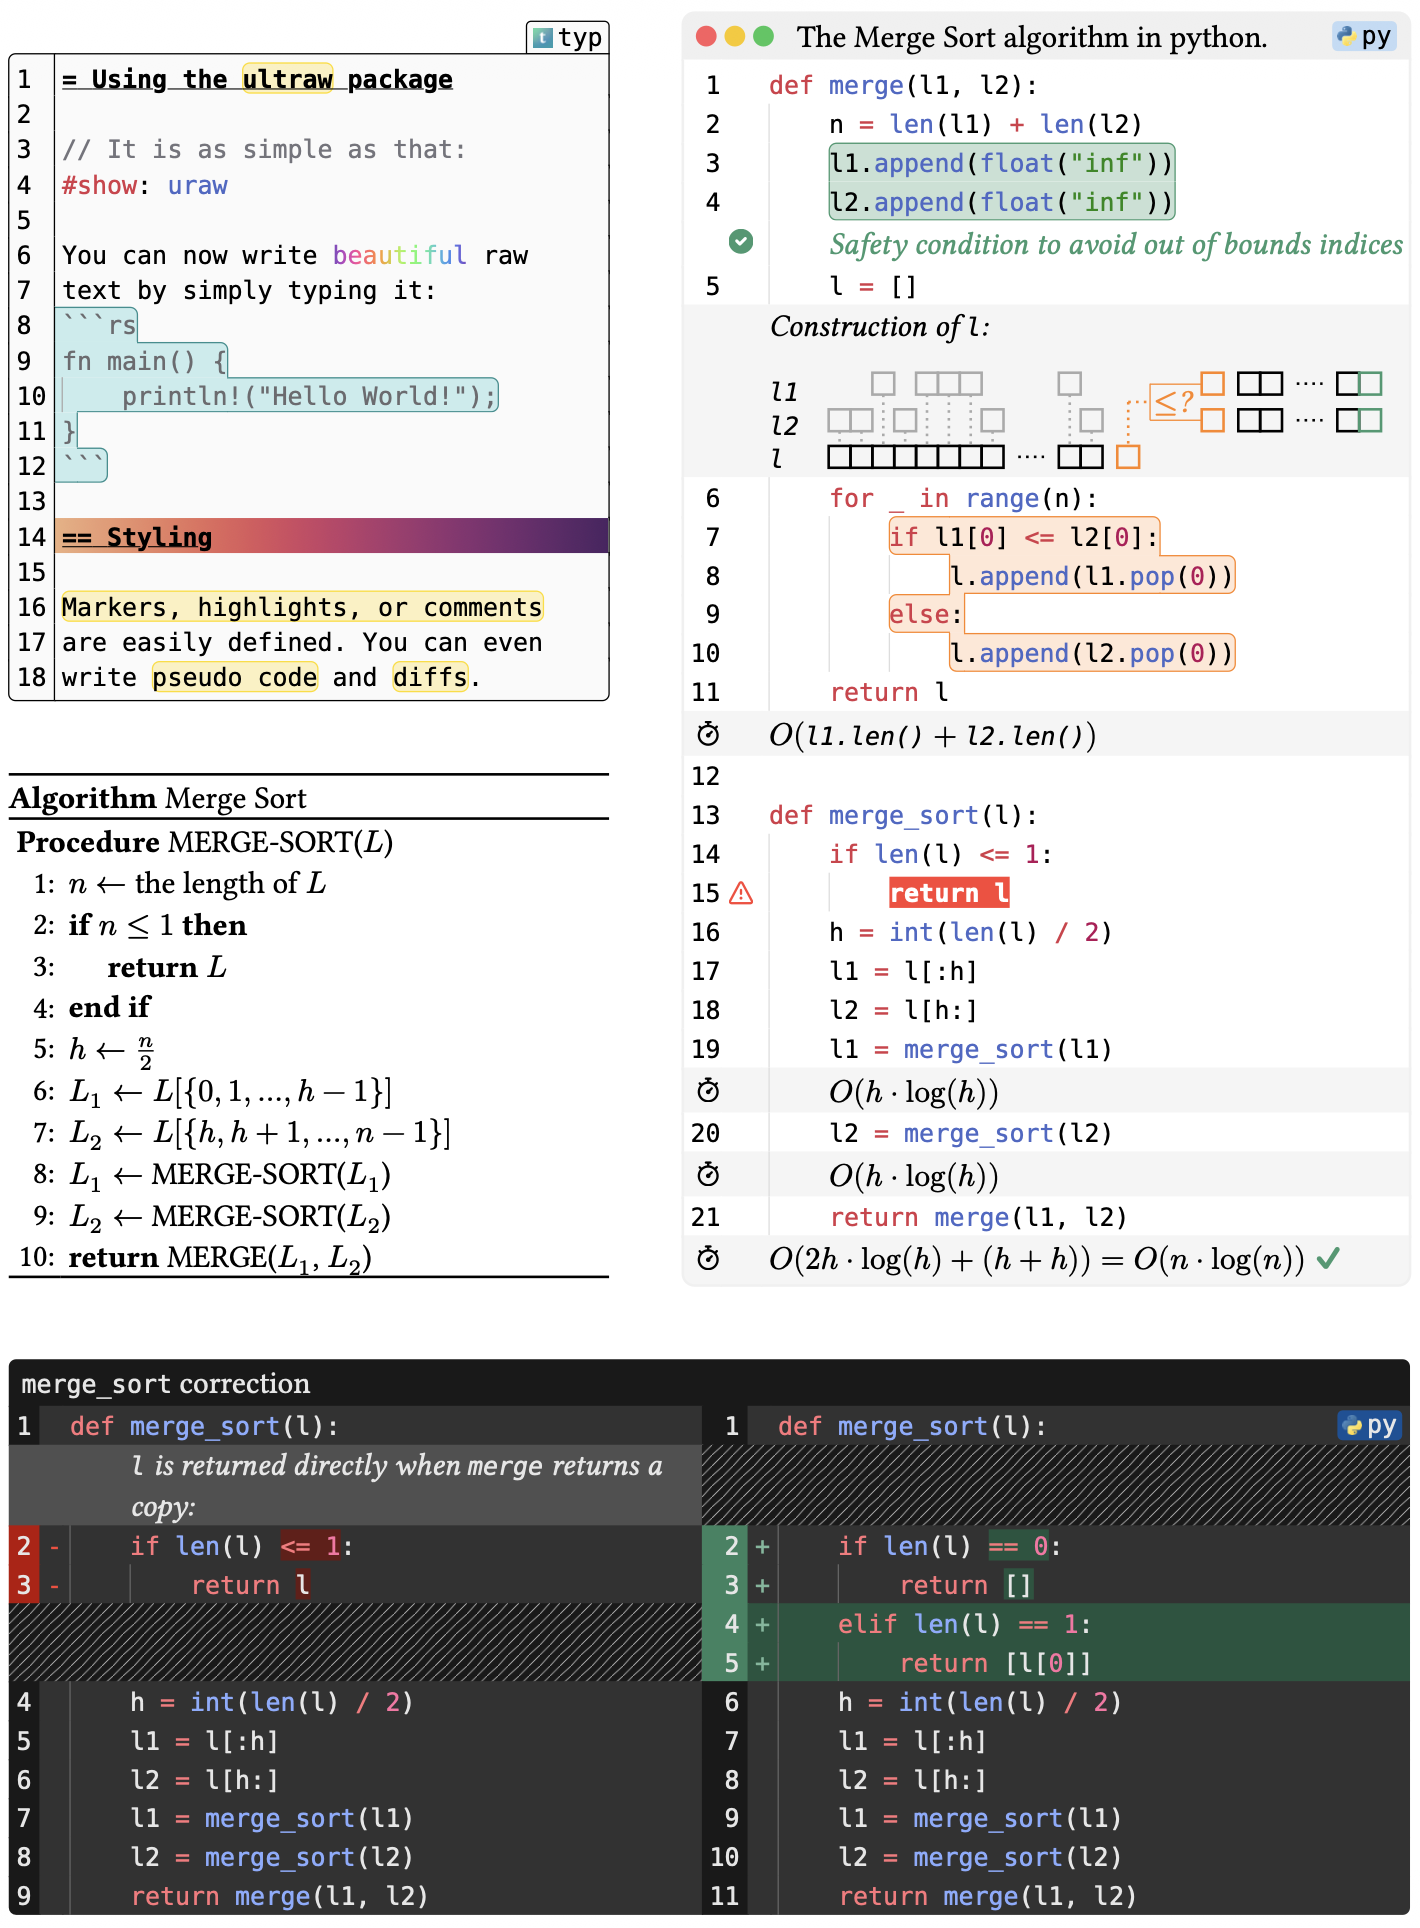 typ
1 = Using the ultraw package
2
3 // It is as simple as that:
4 #show: uraw
5
6 You can now write beautiful raw
7 text by simply typing it:
8 ```rs
9 fn main() {
10     println!("Hello World!");
11 }
12 ```
13
14 == Styling
15
16 Markers, highlights, or comments
17 are easily defined. You can even
18 write pseudo code and diffs.
Algorithm Merge Sort
Procedure MERGE-SORT(L)
1: n ← the length of L
2: if n ≤ 1 then
3:     return L
4: end if
5: h ← n/2
6: L₁ ← L[{0, 1, ..., h − 1}]
7: L₂ ← L[{h, h + 1, ..., n − 1}]
8: L₁ ← MERGE-SORT(L₁)
9: L₂ ← MERGE-SORT(L₂)
10: return MERGE(L₁, L₂)
The Merge Sort algorithm in python. py
1 def merge(l1, l2):
2     n = len(l1) + len(l2)
3     l1.append(float("inf"))
4     l2.append(float("inf"))
Safety condition to avoid out of bounds indices
5     l = []
Construction of l:
l1 ≤? ····
l2 ····
l ····
6     for _ in range(n):
7         if l1[0] <= l2[0]:
8             l.append(l1.pop(0))
9         else:
10             l.append(l2.pop(0))
11     return l
O(l1.len() + l2.len())
12
13 def merge_sort(l):
14     if len(l) <= 1:
15         return l
16     h = int(len(l) / 2)
17     l1 = l[:h]
18     l2 = l[h:]
19     l1 = merge_sort(l1)
O(h · log(h))
20     l2 = merge_sort(l2)
O(h · log(h))
21     return merge(l1, l2)
O(2h · log(h) + (h + h)) = O(n · log(n)) ✓
merge_sort correction
1 def merge_sort(l):
l is returned directly when merge returns a
copy:
2 -     if len(l) <= 1:
3 -         return l
4     h = int(len(l) / 2)
5     l1 = l[:h]
6     l2 = l[h:]
7     l1 = merge_sort(l1)
8     l2 = merge_sort(l2)
9     return merge(l1, l2)
1 def merge_sort(l): py
2 +     if len(l) == 0:
3 +         return []
4 +     elif len(l) == 1:
5 +         return [l[0]]
6     h = int(len(l) / 2)
7     l1 = l[:h]
8     l2 = l[h:]
9     l1 = merge_sort(l1)
10     l2 = merge_sort(l2)
11     return merge(l1, l2)